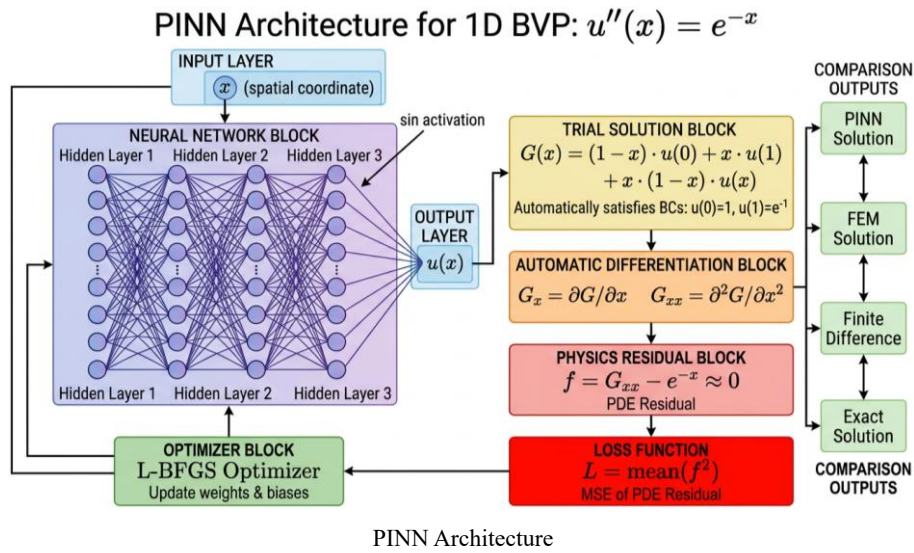 PINN Architecture for 1D BVP: u''(x) = e^{-x}
INPUT LAYER
x (spatial coordinate)
NEURAL NETWORK BLOCK
Hidden Layer 1 Hidden Layer 2 Hidden Layer 3
sin activation
Hidden Layer 1 Hidden Layer 2 Hidden Layer 3
OUTPUT
LAYER
u(x)
TRIAL SOLUTION BLOCK
G(x) = (1 − x) · u(0) + x · u(1)
+ x · (1 − x) · u(x)
Automatically satisfies BCs: u(0)=1, u(1)=e⁻¹
AUTOMATIC DIFFERENTIATION BLOCK
G_x = ∂G/∂x G_{xx} = ∂²G/∂x²
PHYSICS RESIDUAL BLOCK
f = G_{xx} − e^{-x} ≈ 0
PDE Residual
LOSS FUNCTION
L = mean(f²)
MSE of PDE Residual
OPTIMIZER BLOCK
L-BFGS Optimizer
Update weights & biases
COMPARISON
OUTPUTS
PINN
Solution
FEM
Solution
Finite
Difference
Exact
Solution
COMPARISON
OUTPUTS
PINN Architecture